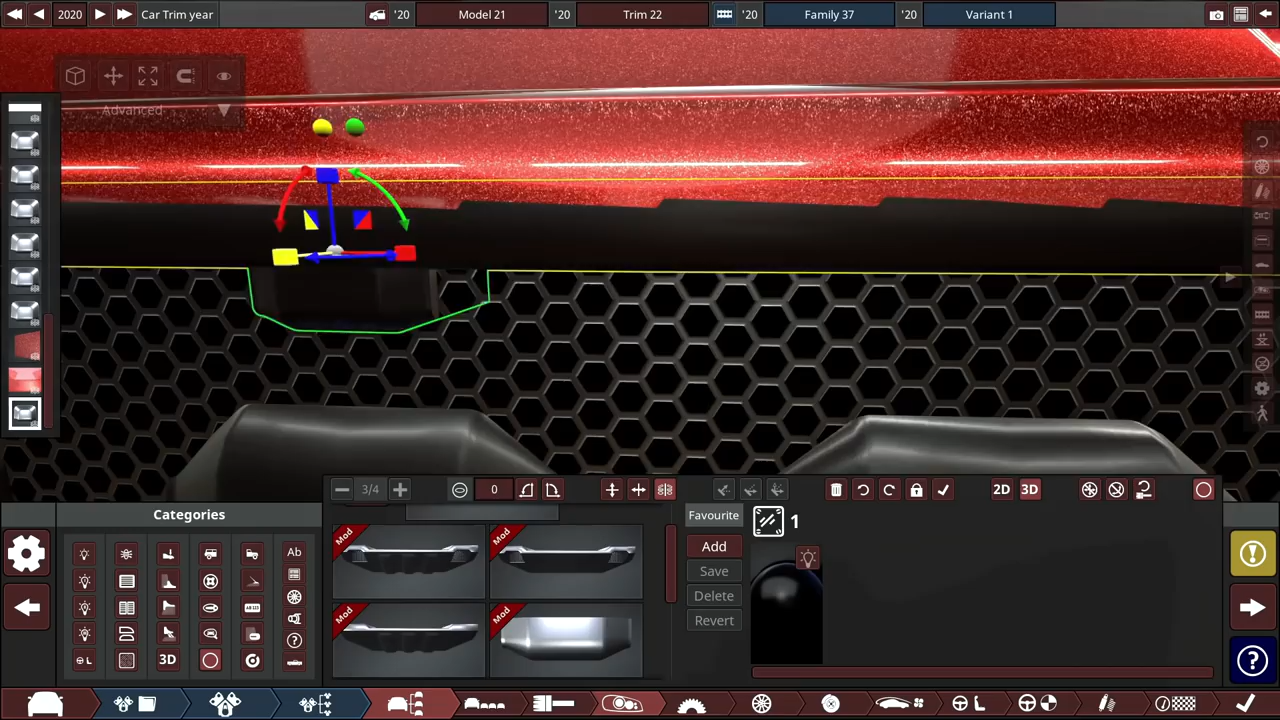 2020 Car Trim year '20 Model 21 '20 Trim 22 '20 Family 37 '20 Variant 1
Advanced
3/4 0 2D 3D
Categories
Favourite
1
Ab
Mod Mod
Add
Save
Delete
Mod Mod
Revert
L 3D